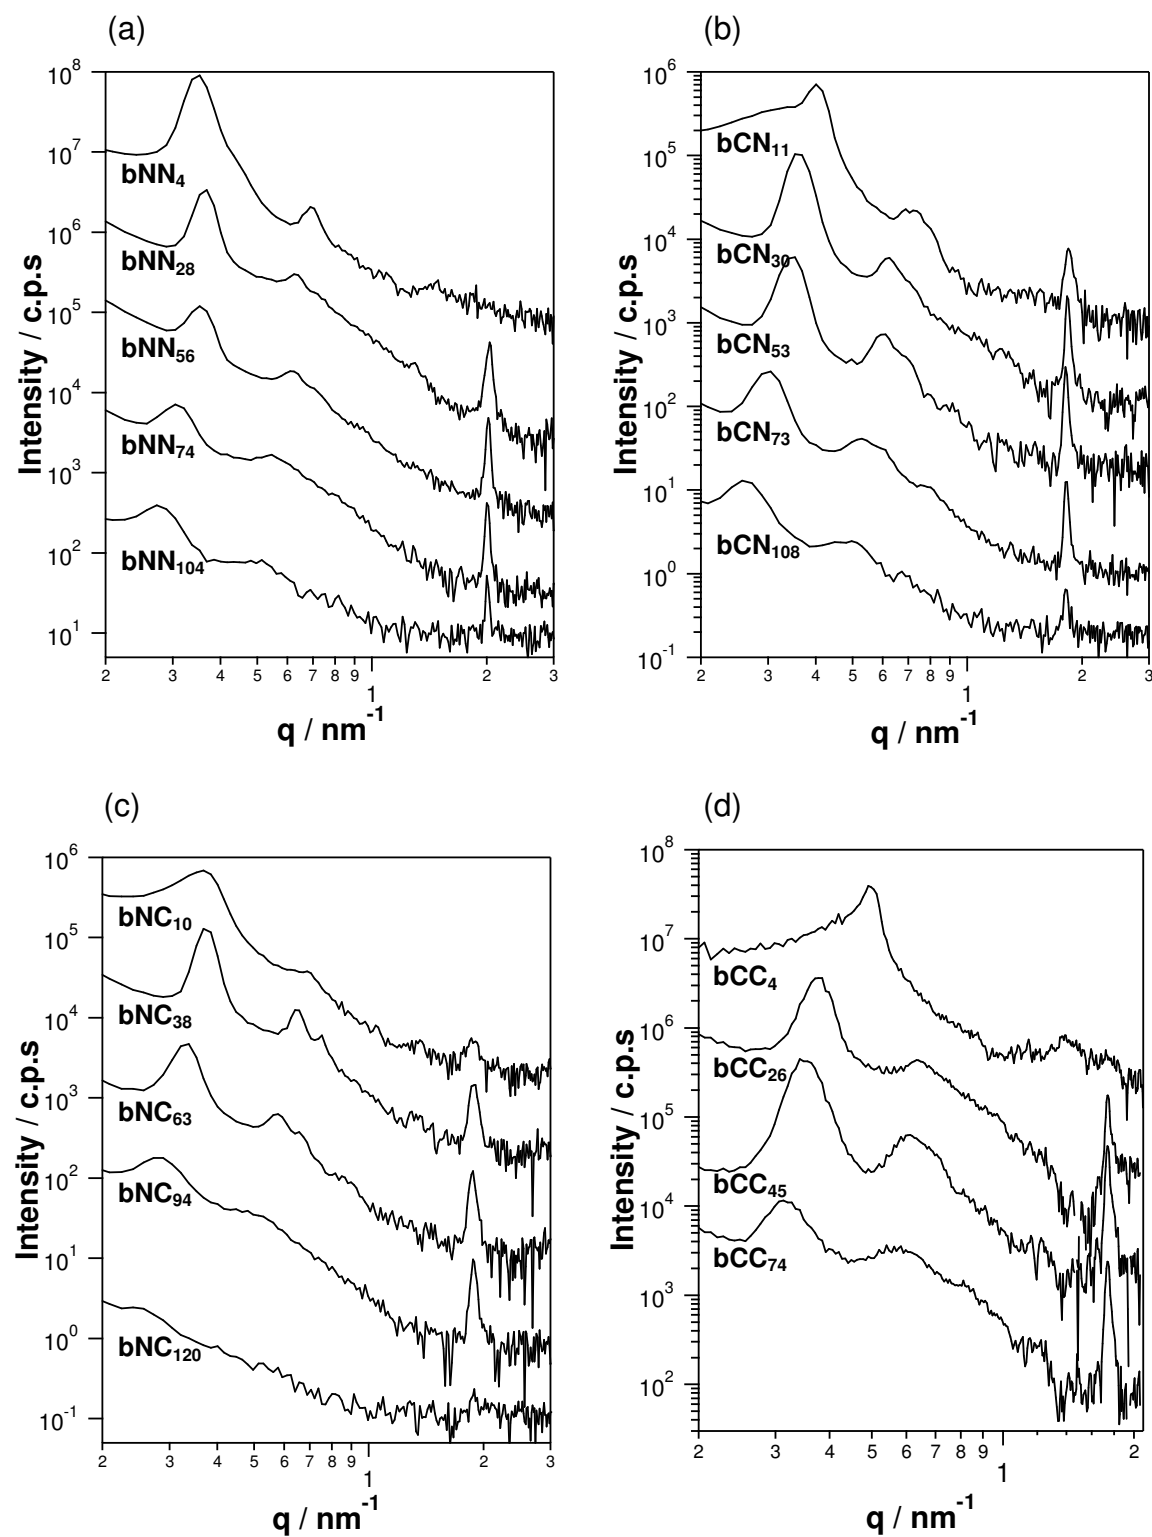 (a)
10^8
10^7
10^6
10^5
10^4
10^3
10^2
10^1
Intensity / c.p.s
bNN4
bNN28
bNN56
bNN74
bNN104
2 3 4 5 6 7 8 9 1 2 3
q / nm^-1
(b)
10^6
10^5
10^4
10^3
10^2
10^1
10^0
10^-1
Intensity / c.p.s
bCN11
bCN30
bCN53
bCN73
bCN108
2 3 4 5 6 7 8 9 1 2 3
q / nm^-1
(c)
10^6
10^5
10^4
10^3
10^2
10^1
10^0
10^-1
Intensity / c.p.s
bNC10
bNC38
bNC63
bNC94
bNC120
2 3 4 5 6 7 8 9 1 2 3
q / nm^-1
(d)
10^8
10^7
10^6
10^5
10^4
10^3
10^2
Intensity / c.p.s
bCC4
bCC26
bCC45
bCC74
2 3 4 5 6 7 8 9 1 2
q / nm^-1